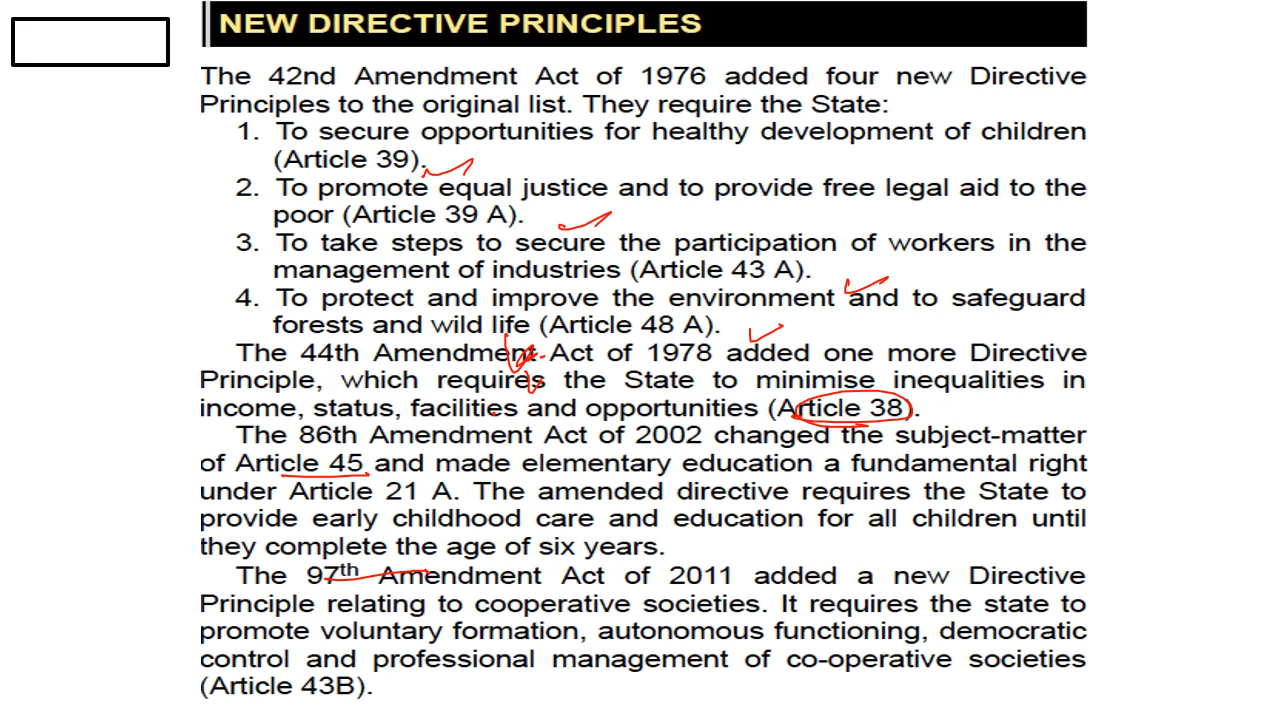 NEW DIRECTIVE PRINCIPLES
The 42nd Amendment Act of 1976 added four new Directive
Principles to the original list. They require the State:
1. To secure opportunities for healthy development of children
(Article 39).
2. To promote equal justice and to provide free legal aid to the
poor (Article 39 A).
3. To take steps to secure the participation of workers in the
management of industries (Article 43 A).
4. To protect and improve the environment and to safeguard
forests and wild life (Article 48 A).
The 44th Amendment Act of 1978 added one more Directive
Principle, which requires the State to minimise inequalities in
income, status, facilities and opportunities (Article 38).
The 86th Amendment Act of 2002 changed the subject-matter
of Article 45 and made elementary education a fundamental right
under Article 21 A. The amended directive requires the State to
provide early childhood care and education for all children until
they complete the age of six years.
The 97th Amendment Act of 2011 added a new Directive
Principle relating to cooperative societies. It requires the state to
promote voluntary formation, autonomous functioning, democratic
control and professional management of co-operative societies
(Article 43B).